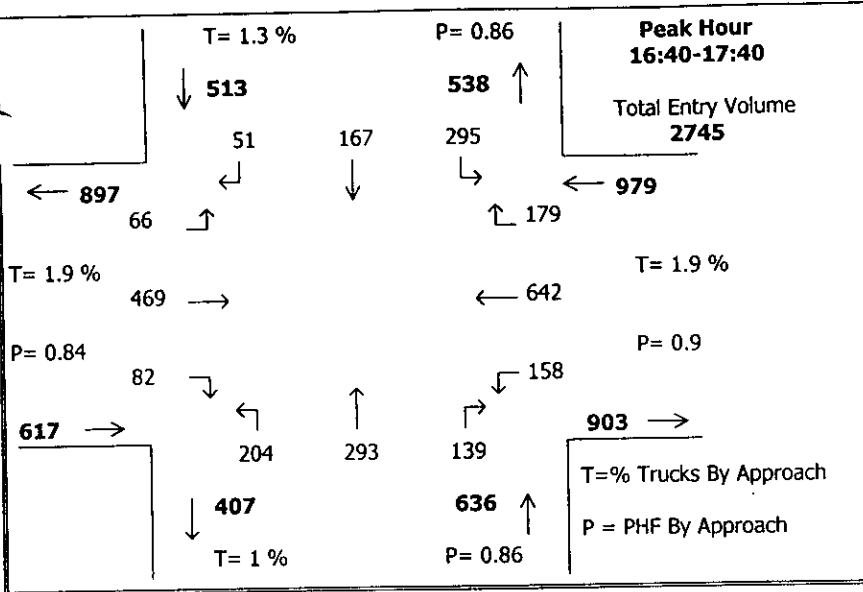 T= 1.3 %
P= 0.86
Peak Hour
16:40-17:40
513
538
Total Entry Volume
2745
51 167 295
897
979
66
179
T= 1.9 %
T= 1.9 %
469
642
P= 0.84
P= 0.9
82
158
617
903
204 293 139
T=% Trucks By Approach
407
636
P = PHF By Approach
T= 1 %
P= 0.86